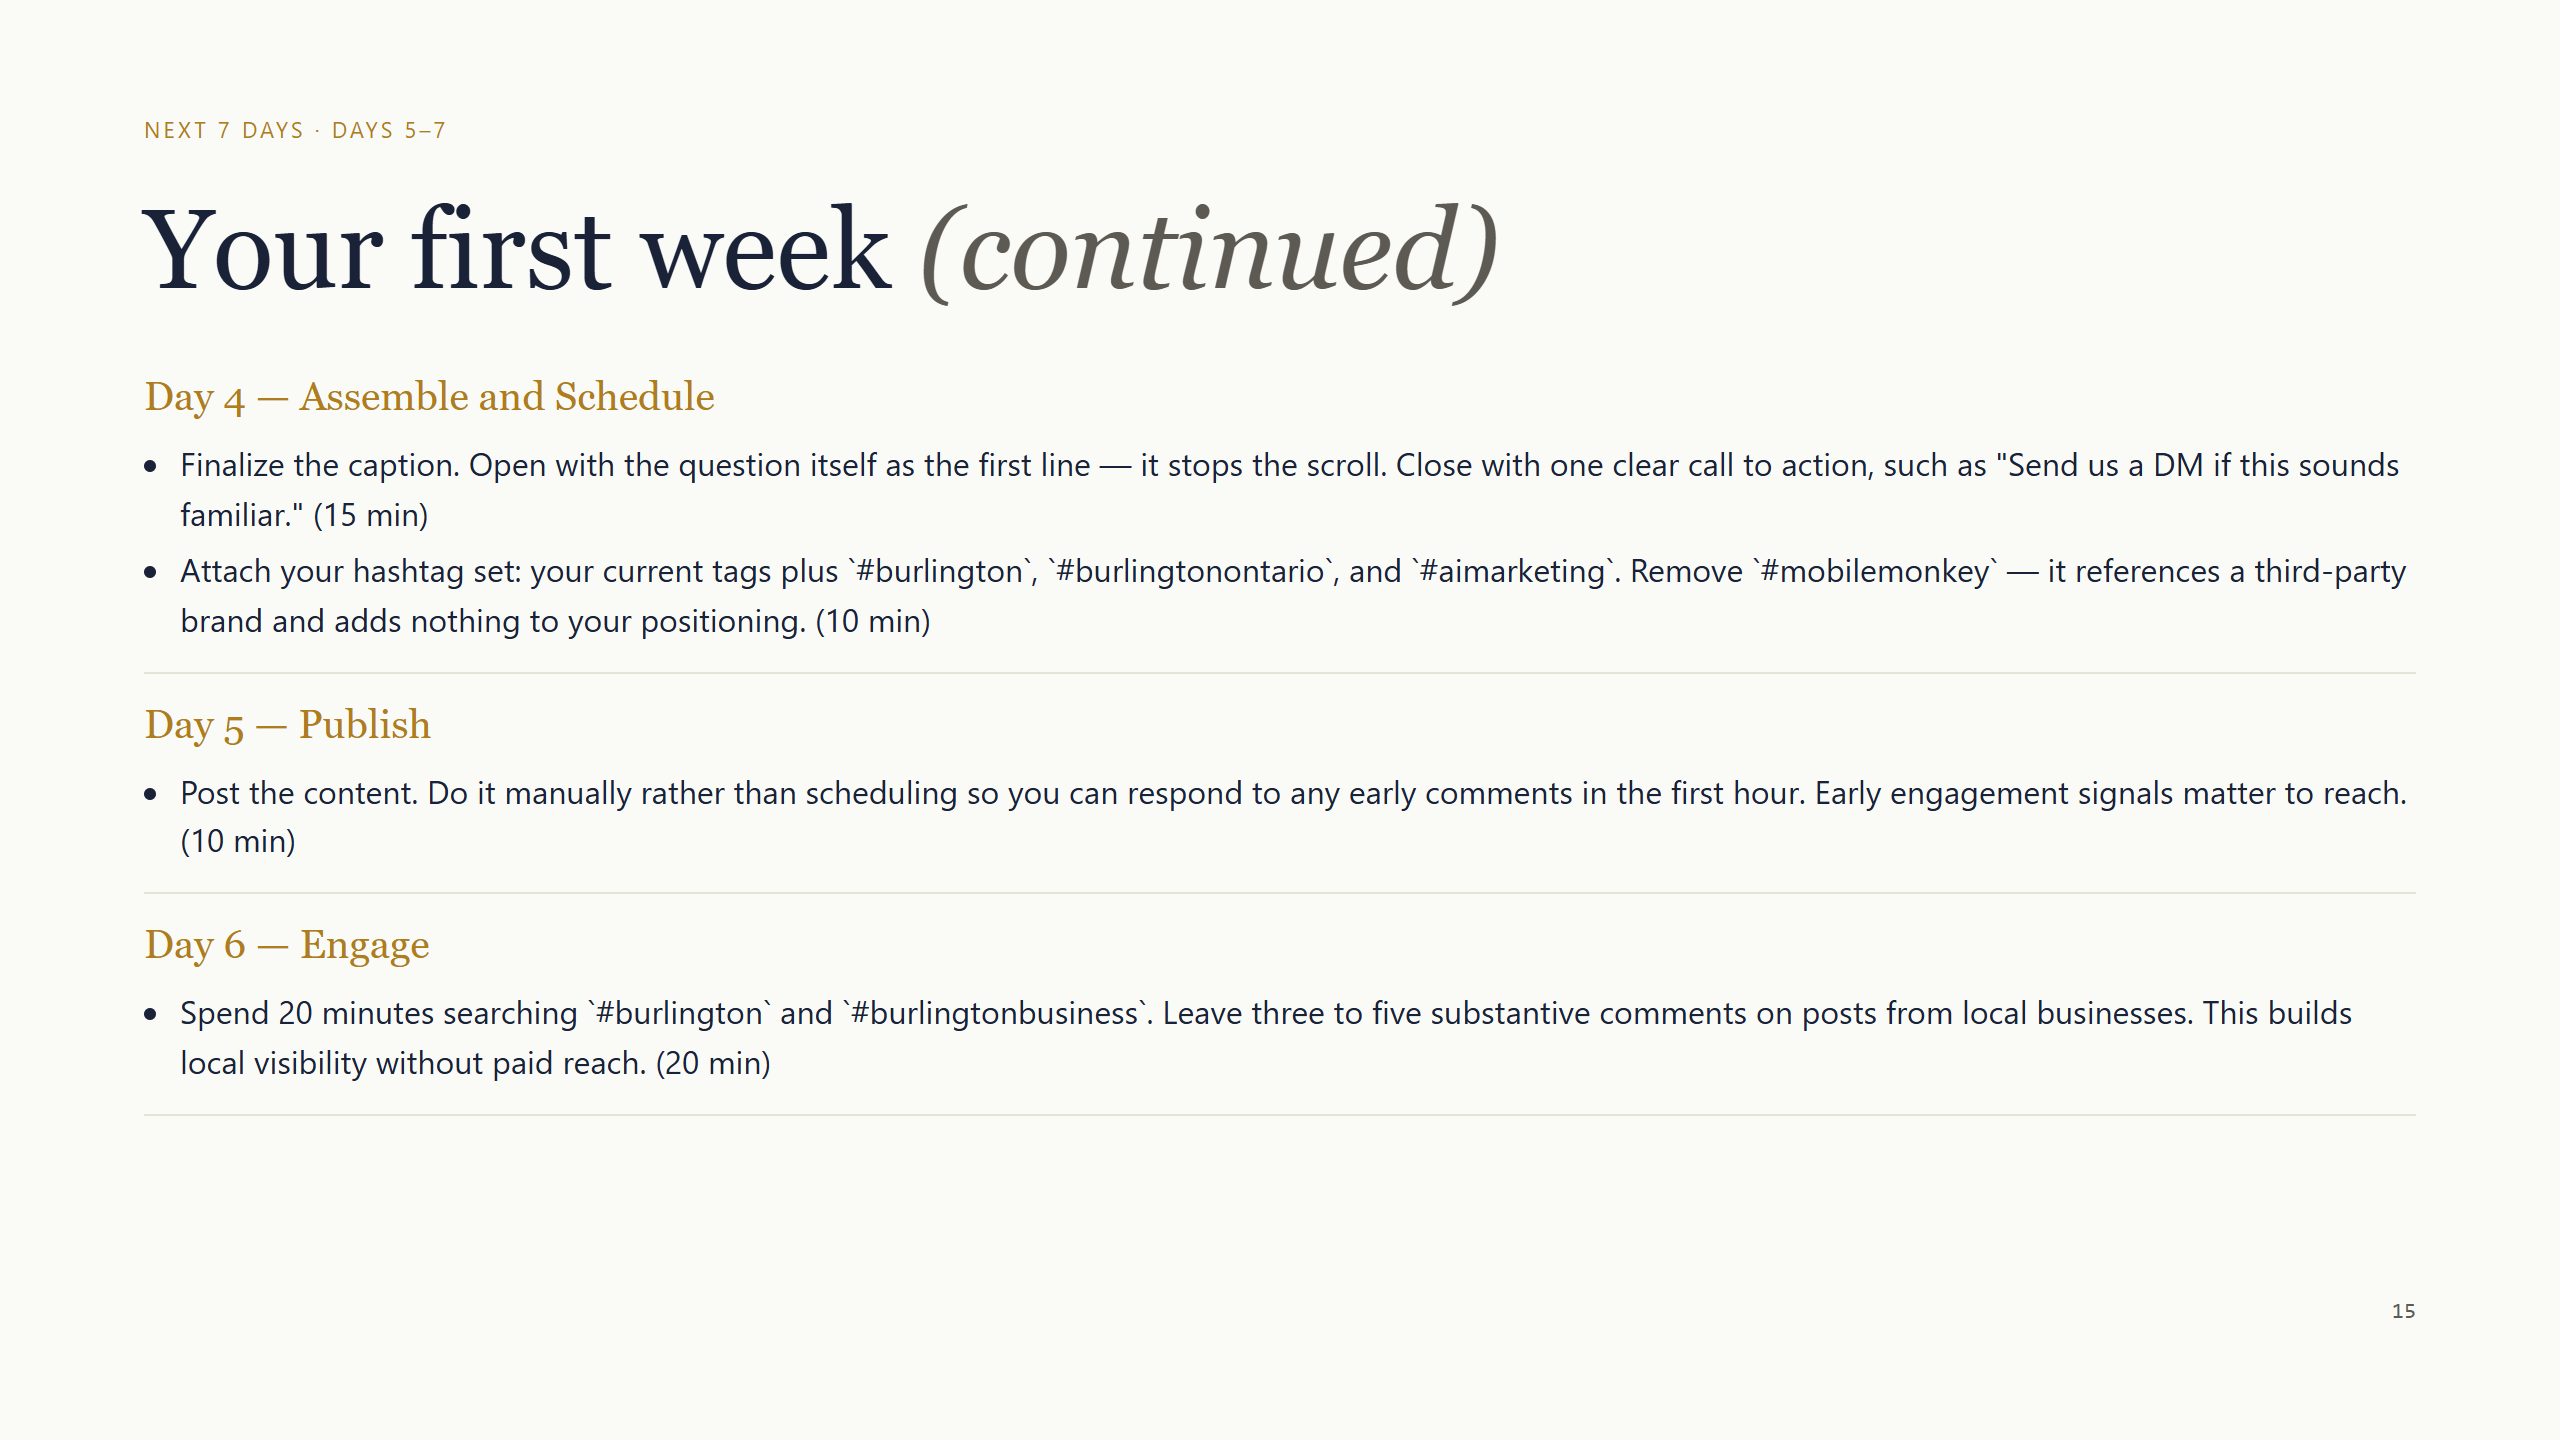 NEXT 7 DAYS · DAYS 5–7
Your first week (continued)
Day 4 — Assemble and Schedule
• Finalize the caption. Open with the question itself as the first line — it stops the scroll. Close with one clear call to action, such as "Send us a DM if this sounds
familiar." (15 min)
• Attach your hashtag set: your current tags plus `#burlington`, `#burlingtonontario`, and `#aimarketing`. Remove `#mobilemonkey` — it references a third-party
brand and adds nothing to your positioning. (10 min)
Day 5 — Publish
• Post the content. Do it manually rather than scheduling so you can respond to any early comments in the first hour. Early engagement signals matter to reach.
(10 min)
Day 6 — Engage
• Spend 20 minutes searching `#burlington` and `#burlingtonbusiness`. Leave three to five substantive comments on posts from local businesses. This builds
local visibility without paid reach. (20 min)
15